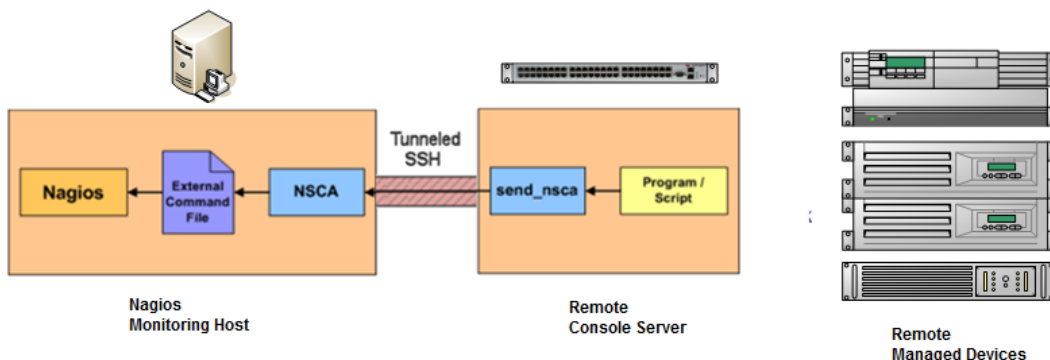 Tunneled
SSH
Nagios
External
Command
File
NSCA
send_nsca
Program /
Script
Nagios
Monitoring Host
Remote
Console Server
Remote
Managed Devices